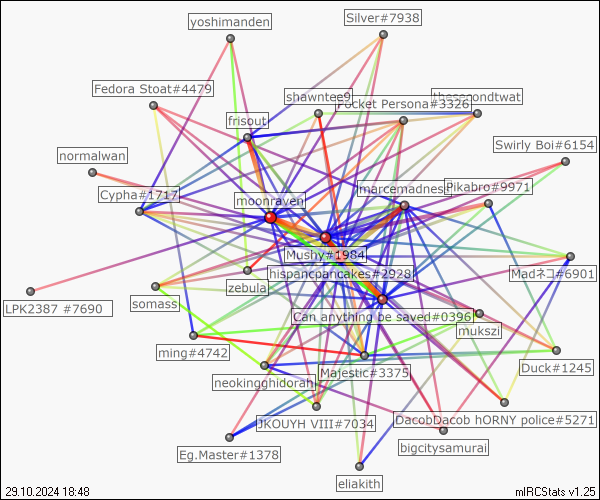 Silver#7938
yoshimanden
Fedora Stoat#4479
shawntee9
Pocket Persona#3326
thesecondtwat
frisout
Swirly Boi#6154
normalwan
Cypha#1717
moonraven
marcemadness
Pikabro#9971
Mushy#1984
hispancpancakes#2928
Madネコ#6901
zebula
LPK2387 #7690
somass
Can anything be saved#0396
mukszi
ming#4742
Majestic#3375
Duck#1245
neokingghidorah
JKOUYH VIII#7034
DacobDacob hORNY police#5271
Eg.Master#1378
bigcitysamurai
eliakith
29.10.2024 18:48
mIRCStats v1.25